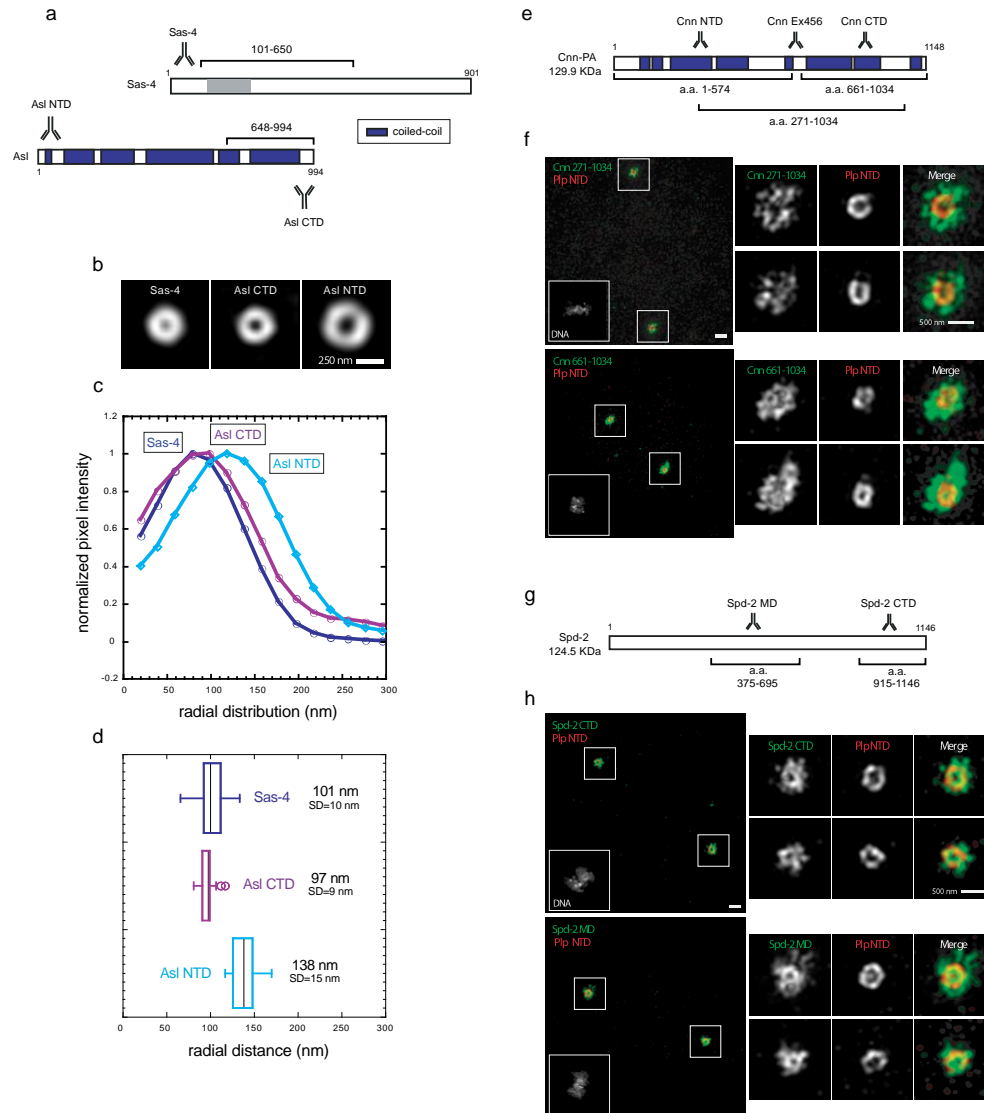 a
Sas-4
101-650
1
901
Sas-4
Asl NTD
648-994
coiled-coil
Asl
1
994
Asl CTD
b
Sas-4
Asl CTD
Asl NTD
250 nm
c
1.2
1
0.8
0.6
0.4
0.2
0
-0.2
normalized pixel intensity
Sas-4
Asl CTD
Asl NTD
0
50
100
150
200
250
300
radial distribution (nm)
d
101 nm
SD=10 nm
Sas-4
97 nm
SD=9 nm
Asl CTD
138 nm
SD=15 nm
Asl NTD
0
50
100
150
200
250
300
radial distance (nm)
e
Cnn NTD
Cnn Ex456
Cnn CTD
1
1148
Cnn-PA
129.9 KDa
a.a. 1-574
a.a. 661-1034
a.a. 271-1034
f
Cnn 271-1034
Plp NTD
DNA
Cnn 271-1034
Plp NTD
Merge
500 nm
Cnn 661-1034
Plp NTD
Cnn 661-1034
Plp NTD
Merge
g
Spd-2 MD
Spd-2 CTD
1
1146
Spd-2
124.5 KDa
a.a.
375-695
a.a.
915-1146
h
Spd-2 CTD
Plp NTD
DNA
Spd-2 CTD
Plp NTD
Merge
500 nm
Spd-2 MD
Plp NTD
Spd-2 MD
Plp NTD
Merge